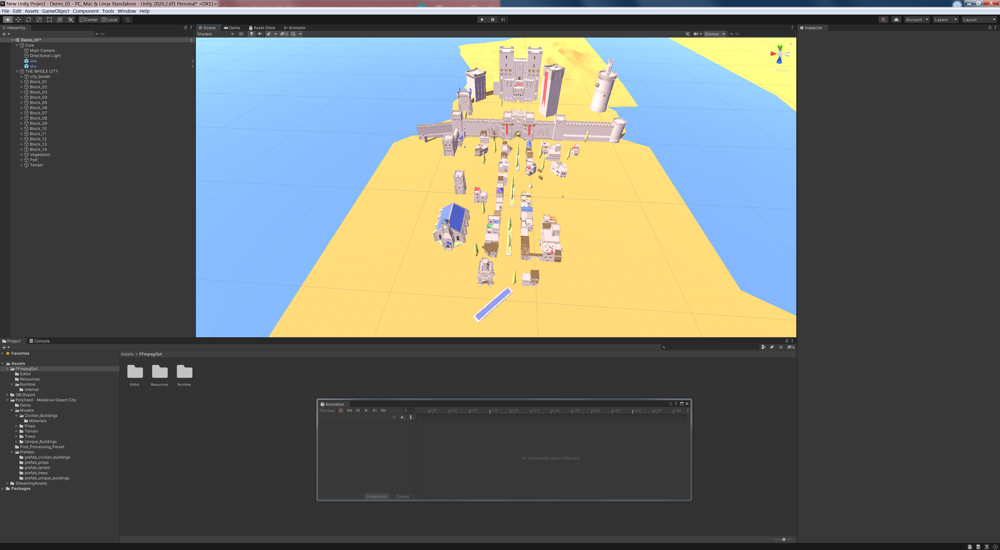 New Unity Project - Demo_01 - PC, Mac & Linux Standalone - Unity 2020.2.6f1 Personal* <DX11>
File Edit Assets GameObject Component Tools Window Help
Center Local Account Layers Layout
Hierarchy
All
Demo_01*
Core
Main Camera
Directional Light
sea
sky
THE WHOLE CITY
city_border
Block_01
Block_02
Block_03
Block_04
Block_05
Block_06
Block_07
Block_08
Block_09
Block_10
Block_11
Block_12
Block_13
Block_14
Vegetation
Port
Terrain
Scene Game Asset Store Animator
Shaded 2D 0 Gizmos All
Persp
Inspector
Project Console
9
Favorites
Assets
FFmpegOut
Editor
Resources
Runtime
Internal
OBJExport
Polylised - Medieval Desert City
Demo
Models
Civilian_Buildings
Materials
Props
Terrain
Trees
Unique_Buildings
Post_Processing_Preset
Prefabs
prefab_civilian_buildings
prefab_props
prefab_terrain
prefab_trees
prefab_unique_buildings
StreamingAssets
Packages
Assets > FFmpegOut
Editor Resources Runtime
Animation
Preview 0 0:00 0:05 0:10 0:15 0:20 0:25 0:30 0:35 0:40 0:45 0:50 0:55 1:00
No animatable object selected.
Dopesheet Curves